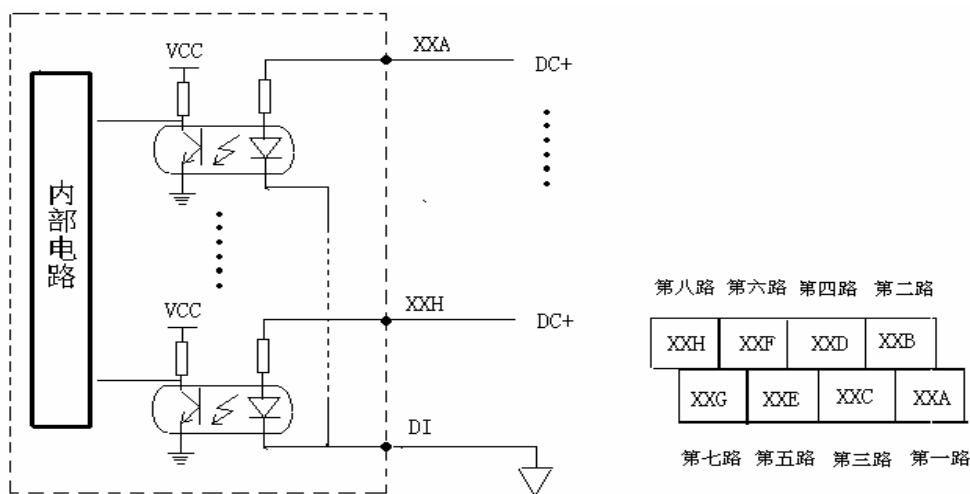 XXA
VCC
DC+
内部电路
XXH
VCC
DC+
DI
第八路 第六路 第四路 第二路
XXH XXF XXD XXB
XXG XXE XXC XXA
第七路 第五路 第三路 第一路